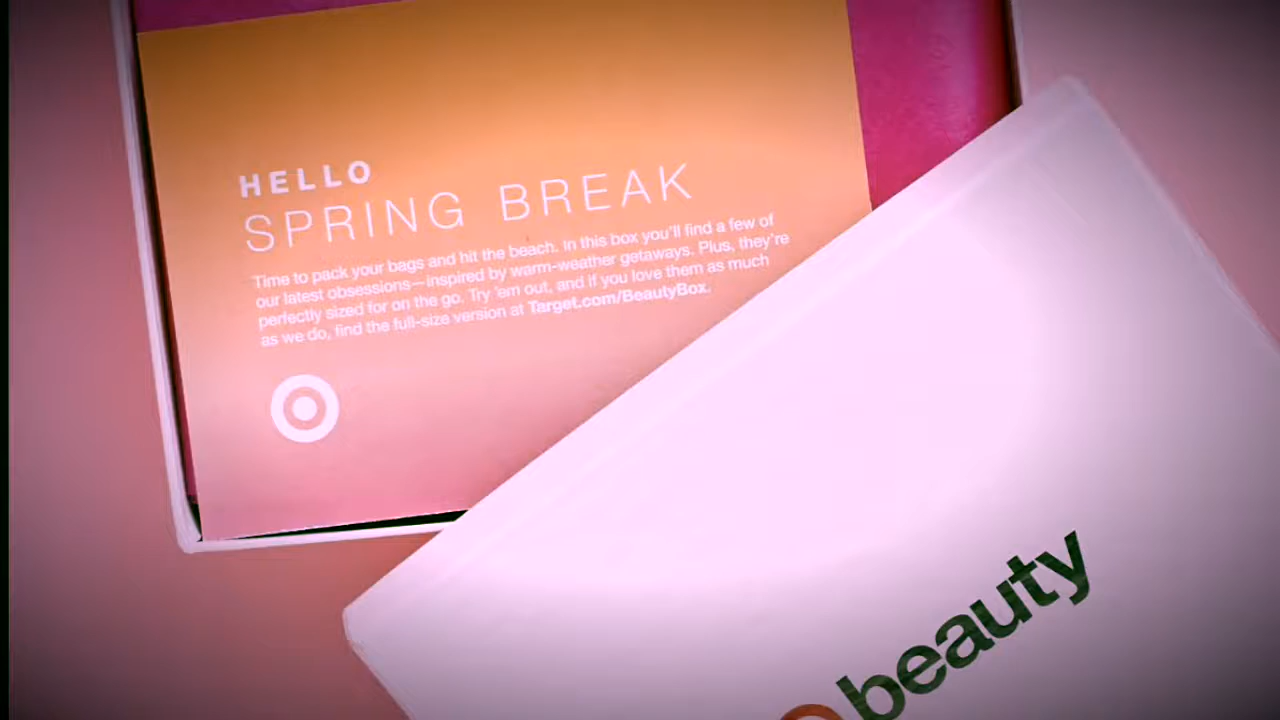 HELLO
SPRING BREAK
Time to pack your bags and hit the beach. In this box you'll find a few of
our latest obsessions—inspired by warm-weather getaways. Plus, they're
perfectly sized for on the go. Try 'em out, and if you love them as much
as we do, find the full-size version at Target.com/BeautyBox.
beauty